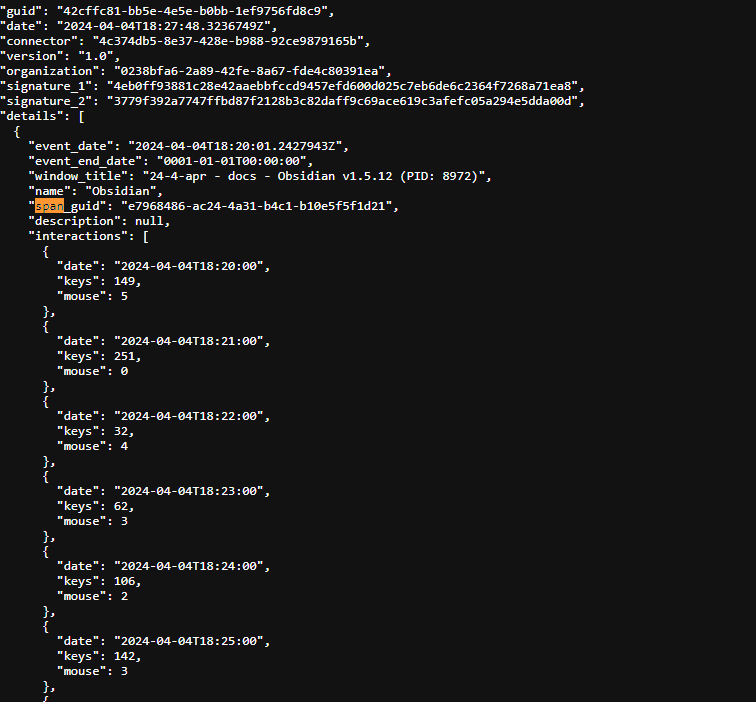 "guid": "42cffc81-bb5e-4e5e-b0bb-1ef9756fd8c9",
"date": "2024-04-04T18:27:48.3236749Z",
"connector": "4c374db5-8e37-428e-b988-92ce9879165b",
"version": "1.0",
"organization": "0238bfa6-2a89-42fe-8a67-fde4c80391ea",
"signature_1": "4eb0ff93881c28e42aaebbfccd9457efd600d025c7eb6de6c2364f7268a71ea8",
"signature_2": "3779f392a7747ffbd87f2128b3c82daff9c69ace619c3afefc05a294e5dda00d",
"details": [
{
"event_date": "2024-04-04T18:20:01.2427943Z",
"event_end_date": "0001-01-01T00:00:00",
"window_title": "24-4-apr - docs - Obsidian v1.5.12 (PID: 8972)",
"name": "Obsidian",
"span_guid": "e7968486-ac24-4a31-b4c1-b10e5f5f1d21",
"description": null,
"interactions": [
{
"date": "2024-04-04T18:20:00",
"keys": 149,
"mouse": 5
},
{
"date": "2024-04-04T18:21:00",
"keys": 251,
"mouse": 0
},
{
"date": "2024-04-04T18:22:00",
"keys": 32,
"mouse": 4
},
{
"date": "2024-04-04T18:23:00",
"keys": 62,
"mouse": 3
},
{
"date": "2024-04-04T18:24:00",
"keys": 106,
"mouse": 2
},
{
"date": "2024-04-04T18:25:00",
"keys": 142,
"mouse": 3
},
{